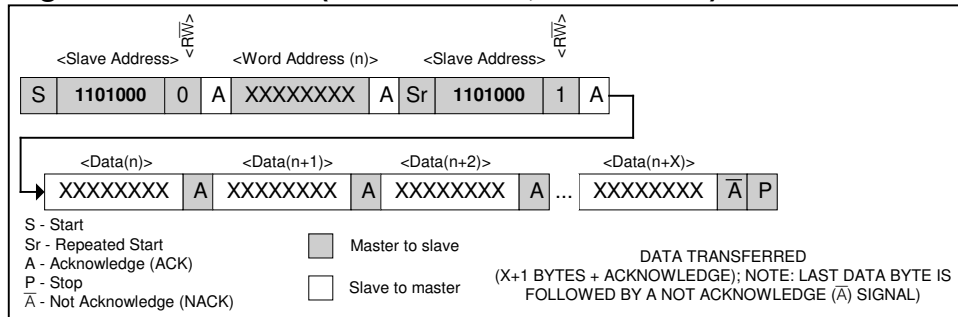 <R/W̅>
<R/W̅>
<Slave Address> <Word Address (n)> <Slave Address>
S 1101000 0 A XXXXXXXX A Sr 1101000 1 A
<Data(n)> <Data(n+1)> <Data(n+2)> <Data(n+X)>
XXXXXXXX A XXXXXXXX A XXXXXXXX A ... XXXXXXXX A̅ P
S - Start
Sr - Repeated Start
A - Acknowledge (ACK)
P - Stop
A̅ - Not Acknowledge (NACK)
Master to slave
Slave to master
DATA TRANSFERRED
(X+1 BYTES + ACKNOWLEDGE); NOTE: LAST DATA BYTE IS
FOLLOWED BY A NOT ACKNOWLEDGE (A̅) SIGNAL)